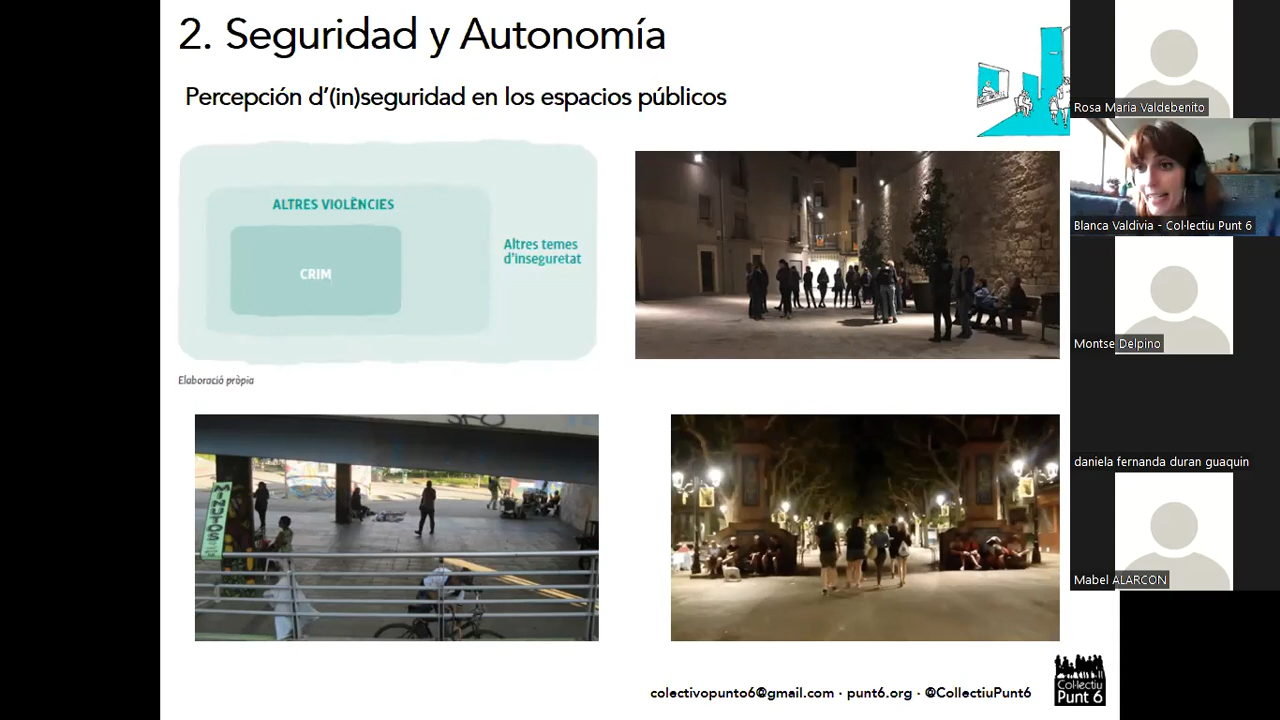 2. Seguridad y Autonomía
Percepción d'(in)seguridad en los espacios públicos
ALTRES VIOLÈNCIES
Altres temes
d'inseguretat
CRIM
Elaboració pròpia
MINUTOS
colectivopunto6@gmail.com · punt6.org · @CollectiuPunt6
Col·lectiu
Punt 6
Rosa Maria Valdebenito
Blanca Valdivia - Col·lectiu Punt 6
Montse Delpino
daniela fernanda duran guaquin
Mabel ALARCON